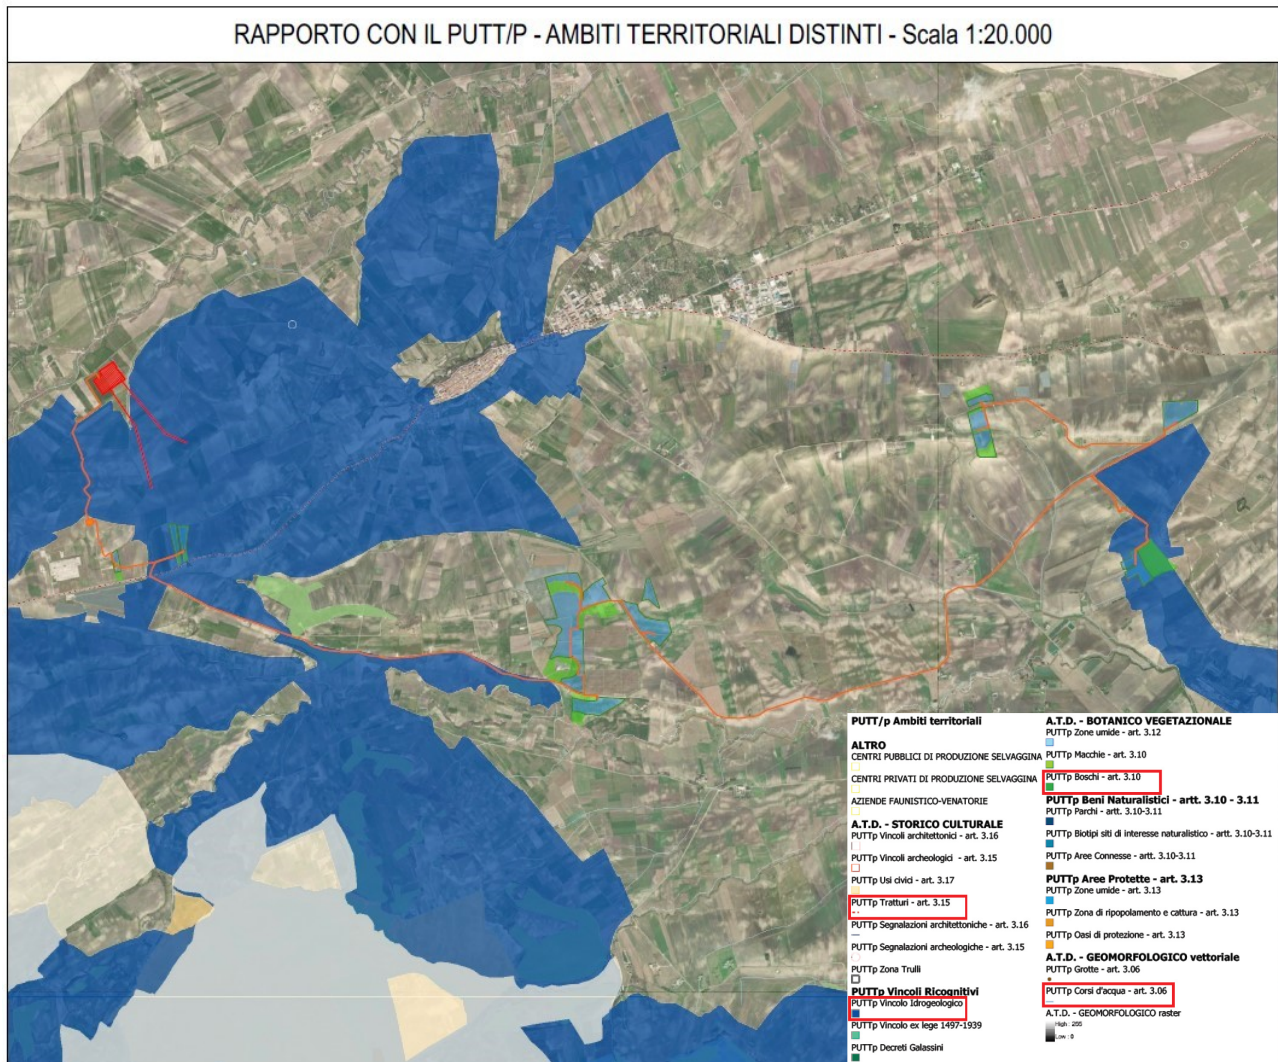 RAPPORTO CON IL PUTT/P - AMBITI TERRITORIALI DISTINTI - Scala 1:20.000
PUTT/p Ambiti territoriali
ALTRO
CENTRI PUBBLICI DI PRODUZIONE SELVAGGINA
CENTRI PRIVATI DI PRODUZIONE SELVAGGINA
AZIENDE FAUNISTICO-VENATORIE
A.T.D. - STORICO CULTURALE
PUTTp Vincoli architettonici - art. 3.16
PUTTp Vincoli archeologici - art. 3.15
PUTTp Usi civici - art. 3.17
PUTTp Tratturi - art. 3.15
PUTTp Segnalazioni architettoniche - art. 3.16
PUTTp Segnalazioni archeologiche - art. 3.15
PUTTp Zona Trulli
PUTTp Vincoli Ricognitivi
PUTTp Vincolo Idrogeologico
PUTTp Vincolo ex lege 1497-1939
PUTTp Decreti Galassini
A.T.D. - BOTANICO VEGETAZIONALE
PUTTp Zone umide - art. 3.12
PUTTp Macchie - art. 3.10
PUTTp Boschi - art. 3.10
PUTTp Beni Naturalistici - artt. 3.10 - 3.11
PUTTp Parchi - artt. 3.10-3.11
PUTTp Biotipi siti di interesse naturalistico - artt. 3.10-3.11
PUTTp Aree Connesse - artt. 3.10-3.11
PUTTp Aree Protette - art. 3.13
PUTTp Zone umide - art. 3.13
PUTTp Zona di ripopolamento e cattura - art. 3.13
PUTTp Oasi di protezione - art. 3.13
A.T.D. - GEOMORFOLOGICO vettoriale
PUTTp Grotte - art. 3.06
PUTTp Corsi d'acqua - art. 3.06
A.T.D. - GEOMORFOLOGICO raster
High : 255
Low : 0